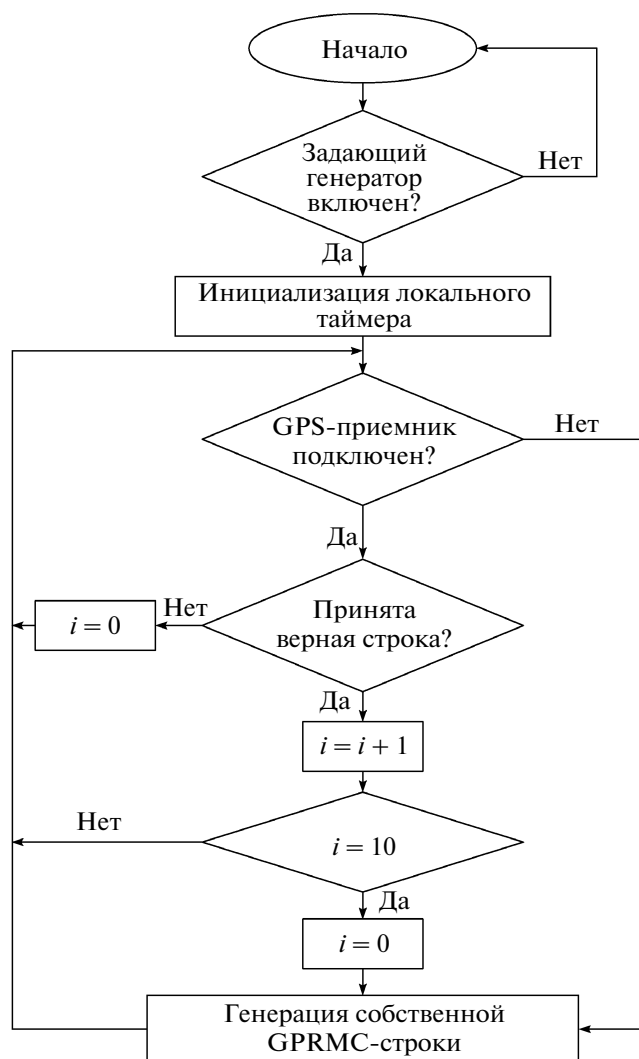 Начало
Задающий
генератор
включен?
Нет
Да
Инициализация локального
таймера
GPS-приемник
подключен?
Нет
Да
Принята
верная строка?
Нет
i = 0
Да
i = i + 1
Нет
i = 10
Да
i = 0
Генерация собственной
GPRMC-строки